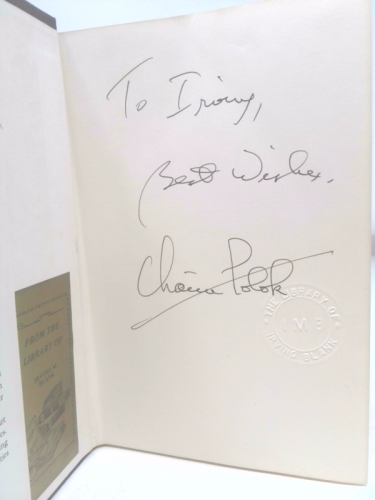 To Irving,
Best Wishes,
Chaim Potok
THE LIBRARY OF
IMB
IRVING BLANK
FROM THE
LIBRARY OF